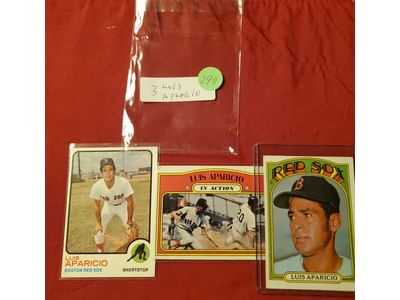 3 LUIS
APARICIO
290
LUIS
APARICIO
BOSTON RED SOX
SHORTSTOP
LUIS APARICIO
IN ACTION
RED SOX
B
LUIS APARICIO